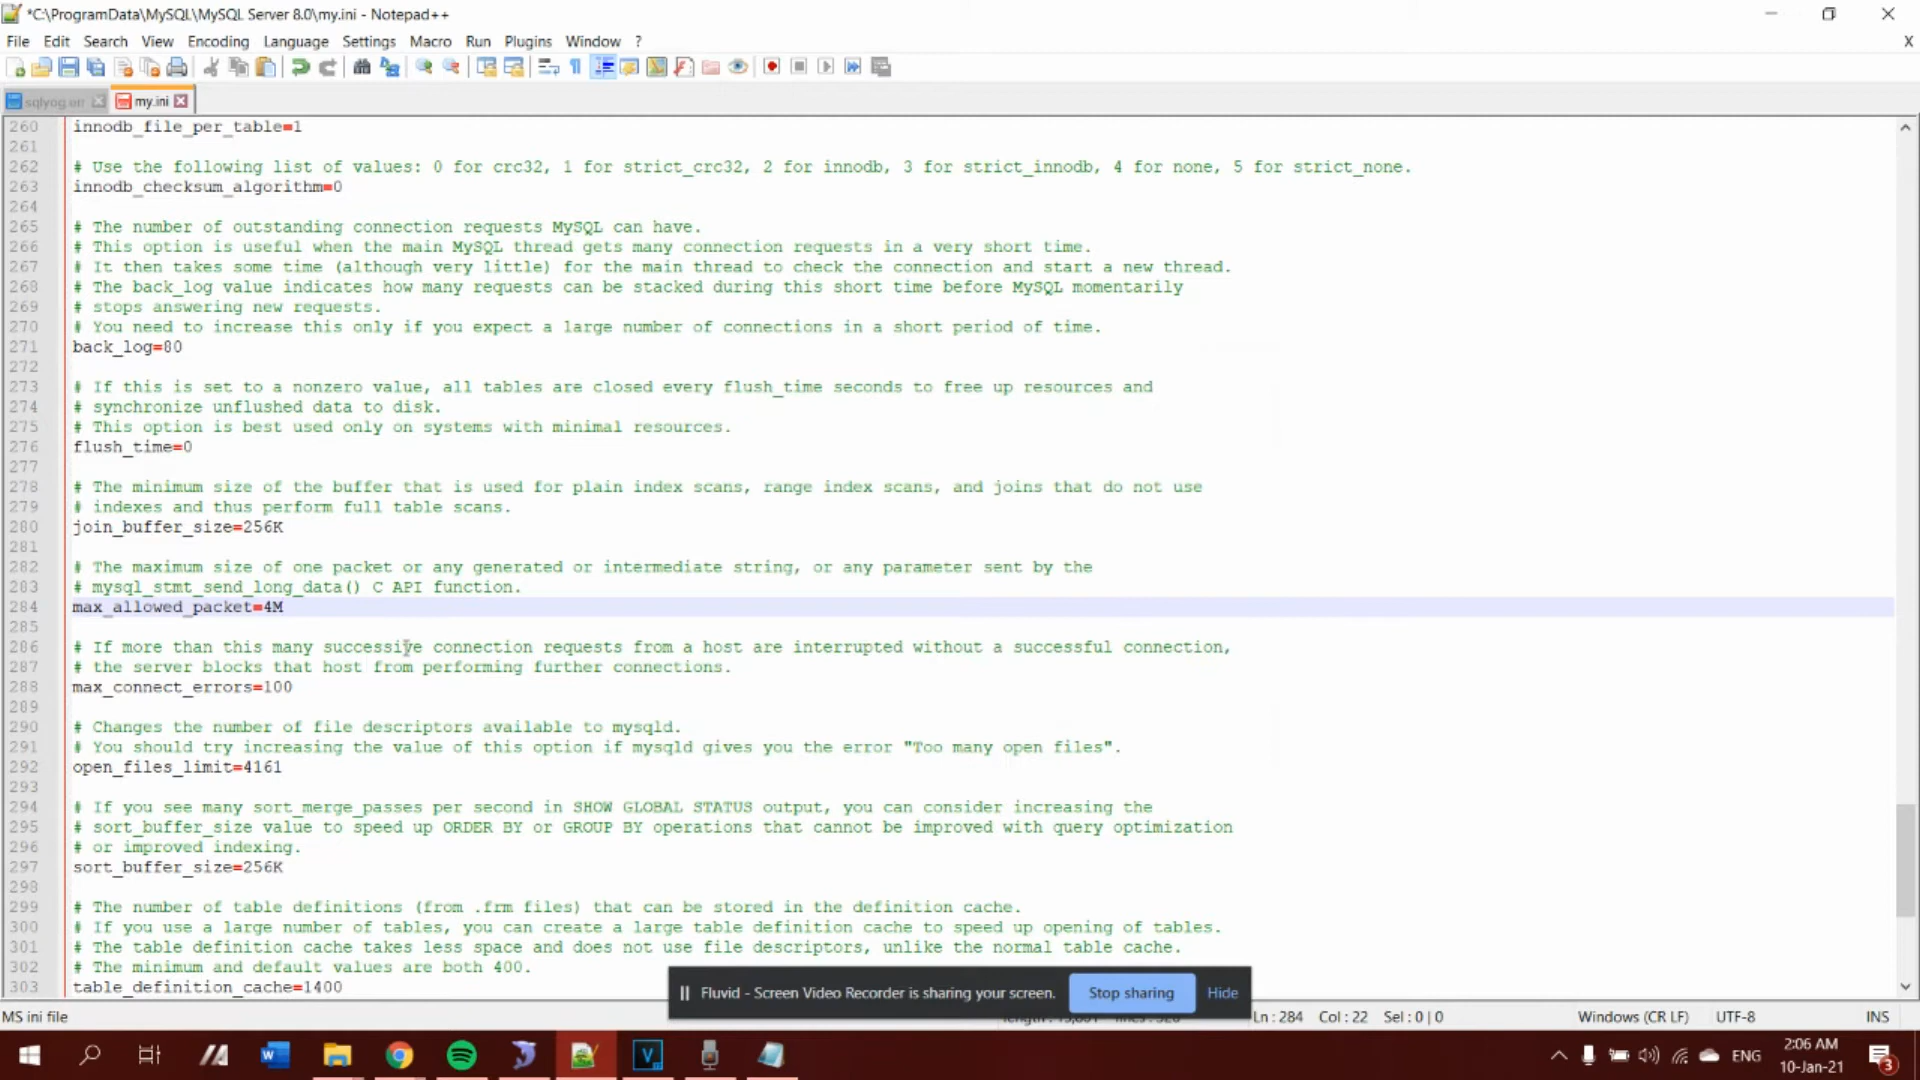 *C:\ProgramData\MySQL\MySQL Server 8.0\my.ini - Notepad++
File Edit Search View Encoding Language Settings Macro Run Plugins Window ? X
sqlyog.err my.ini
260 innodb_file_per_table=1
261
262 # Use the following list of values: 0 for crc32, 1 for strict_crc32, 2 for innodb, 3 for strict_innodb, 4 for none, 5 for strict_none.
263 innodb_checksum_algorithm=0
264
265 # The number of outstanding connection requests MySQL can have.
266 # This option is useful when the main MySQL thread gets many connection requests in a very short time.
267 # It then takes some time (although very little) for the main thread to check the connection and start a new thread.
268 # The back_log value indicates how many requests can be stacked during this short time before MySQL momentarily
269 # stops answering new requests.
270 # You need to increase this only if you expect a large number of connections in a short period of time.
271 back_log=80
272
273 # If this is set to a nonzero value, all tables are closed every flush_time seconds to free up resources and
274 # synchronize unflushed data to disk.
275 # This option is best used only on systems with minimal resources.
276 flush_time=0
277
278 # The minimum size of the buffer that is used for plain index scans, range index scans, and joins that do not use
279 # indexes and thus perform full table scans.
280 join_buffer_size=256K
281
282 # The maximum size of one packet or any generated or intermediate string, or any parameter sent by the
283 # mysql_stmt_send_long_data() C API function.
284 max_allowed_packet=4M
285
286 # If more than this many successive connection requests from a host are interrupted without a successful connection,
287 # the server blocks that host from performing further connections.
288 max_connect_errors=100
289
290 # Changes the number of file descriptors available to mysqld.
291 # You should try increasing the value of this option if mysqld gives you the error "Too many open files".
292 open_files_limit=4161
293
294 # If you see many sort_merge_passes per second in SHOW GLOBAL STATUS output, you can consider increasing the
295 # sort_buffer_size value to speed up ORDER BY or GROUP BY operations that cannot be improved with query optimization
296 # or improved indexing.
297 sort_buffer_size=256K
298
299 # The number of table definitions (from .frm files) that can be stored in the definition cache.
300 # If you use a large number of tables, you can create a large table definition cache to speed up opening of tables.
301 # The table definition cache takes less space and does not use file descriptors, unlike the normal table cache.
302 # The minimum and default values are both 400.
303 table_definition_cache=1400
Fluvid - Screen Video Recorder is sharing your screen. Stop sharing Hide
MS ini file Ln : 284 Col : 22 Sel : 0 | 0 Windows (CR LF) UTF-8 INS
ENG 2:06 AM
10-Jan-21 3